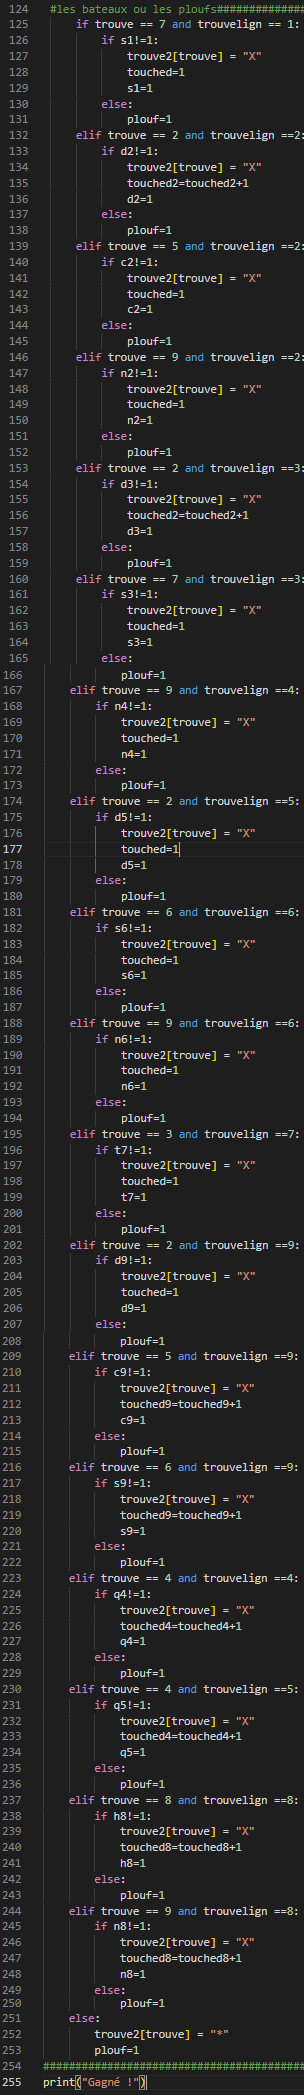 124 #les bateaux ou les ploufs##############
125 if trouve == 7 and trouvelign == 1:
126 if s1!=1:
127 trouve2[trouve] = "X"
128 touched=1
129 s1=1
130 else:
131 plouf=1
132 elif trouve == 2 and trouvelign ==2:
133 if d2!=1:
134 trouve2[trouve] = "X"
135 touched2=touched2+1
136 d2=1
137 else:
138 plouf=1
139 elif trouve == 5 and trouvelign ==2:
140 if c2!=1:
141 trouve2[trouve] = "X"
142 touched=1
143 c2=1
144 else:
145 plouf=1
146 elif trouve == 9 and trouvelign ==2:
147 if n2!=1:
148 trouve2[trouve] = "X"
149 touched=1
150 n2=1
151 else:
152 plouf=1
153 elif trouve == 2 and trouvelign ==3:
154 if d3!=1:
155 trouve2[trouve] = "X"
156 touched2=touched2+1
157 d3=1
158 else:
159 plouf=1
160 elif trouve == 7 and trouvelign ==3:
161 if s3!=1:
162 trouve2[trouve] = "X"
163 touched=1
164 s3=1
165 else:
166 plouf=1
167 elif trouve == 9 and trouvelign ==4:
168 if n4!=1:
169 trouve2[trouve] = "X"
170 touched=1
171 n4=1
172 else:
173 plouf=1
174 elif trouve == 2 and trouvelign ==5:
175 if d5!=1:
176 trouve2[trouve] = "X"
177 touched=1
178 d5=1
179 else:
180 plouf=1
181 elif trouve == 6 and trouvelign ==6:
182 if s6!=1:
183 trouve2[trouve] = "X"
184 touched=1
185 s6=1
186 else:
187 plouf=1
188 elif trouve == 9 and trouvelign ==6:
189 if n6!=1:
190 trouve2[trouve] = "X"
191 touched=1
192 n6=1
193 else:
194 plouf=1
195 elif trouve == 3 and trouvelign ==7:
196 if t7!=1:
197 trouve2[trouve] = "X"
198 touched=1
199 t7=1
200 else:
201 plouf=1
202 elif trouve == 2 and trouvelign ==9:
203 if d9!=1:
204 trouve2[trouve] = "X"
205 touched=1
206 d9=1
207 else:
208 plouf=1
209 elif trouve == 5 and trouvelign ==9:
210 if c9!=1:
211 trouve2[trouve] = "X"
212 touched9=touched9+1
213 c9=1
214 else:
215 plouf=1
216 elif trouve == 6 and trouvelign ==9:
217 if s9!=1:
218 trouve2[trouve] = "X"
219 touched9=touched9+1
220 s9=1
221 else:
222 plouf=1
223 elif trouve == 4 and trouvelign ==4:
224 if q4!=1:
225 trouve2[trouve] = "X"
226 touched4=touched4+1
227 q4=1
228 else:
229 plouf=1
230 elif trouve == 4 and trouvelign ==5:
231 if q5!=1:
232 trouve2[trouve] = "X"
233 touched4=touched4+1
234 q5=1
235 else:
236 plouf=1
237 elif trouve == 8 and trouvelign ==8:
238 if h8!=1:
239 trouve2[trouve] = "X"
240 touched8=touched8+1
241 h8=1
242 else:
243 plouf=1
244 elif trouve == 9 and trouvelign ==8:
245 if n8!=1:
246 trouve2[trouve] = "X"
247 touched8=touched8+1
248 n8=1
249 else:
250 plouf=1
251 else:
252 trouve2[trouve] = "*"
253 plouf=1
254 ########################################
255 print("Gagné !")